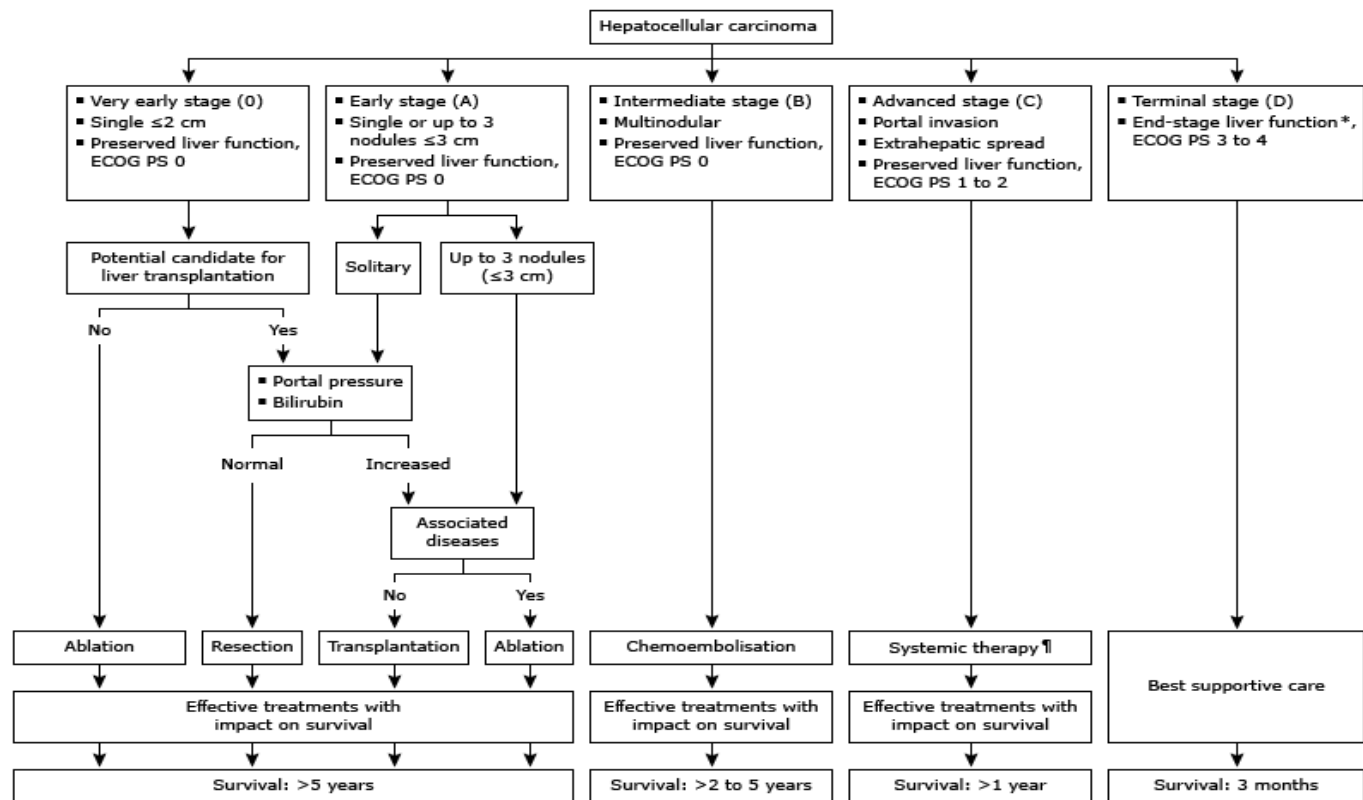 Hepatocellular carcinoma
▪ Very early stage (0)
▪ Single ≤2 cm
▪ Preserved liver function,
ECOG PS 0
▪ Early stage (A)
▪ Single or up to 3
nodules ≤3 cm
▪ Preserved liver function,
ECOG PS 0
▪ Intermediate stage (B)
▪ Multinodular
▪ Preserved liver function,
ECOG PS 0
▪ Advanced stage (C)
▪ Portal invasion
▪ Extrahepatic spread
▪ Preserved liver function,
ECOG PS 1 to 2
▪ Terminal stage (D)
▪ End-stage liver function*,
ECOG PS 3 to 4
Potential candidate for
liver transplantation
Solitary
Up to 3 nodules
(≤3 cm)
No
Yes
▪ Portal pressure
▪ Bilirubin
Normal
Increased
Associated
diseases
No
Yes
Ablation
Resection
Transplantation
Ablation
Chemoembolisation
Systemic therapy¶
Best supportive care
Effective treatments with
impact on survival
Effective treatments with
impact on survival
Effective treatments with
impact on survival
Survival: >5 years
Survival: >2 to 5 years
Survival: >1 year
Survival: 3 months